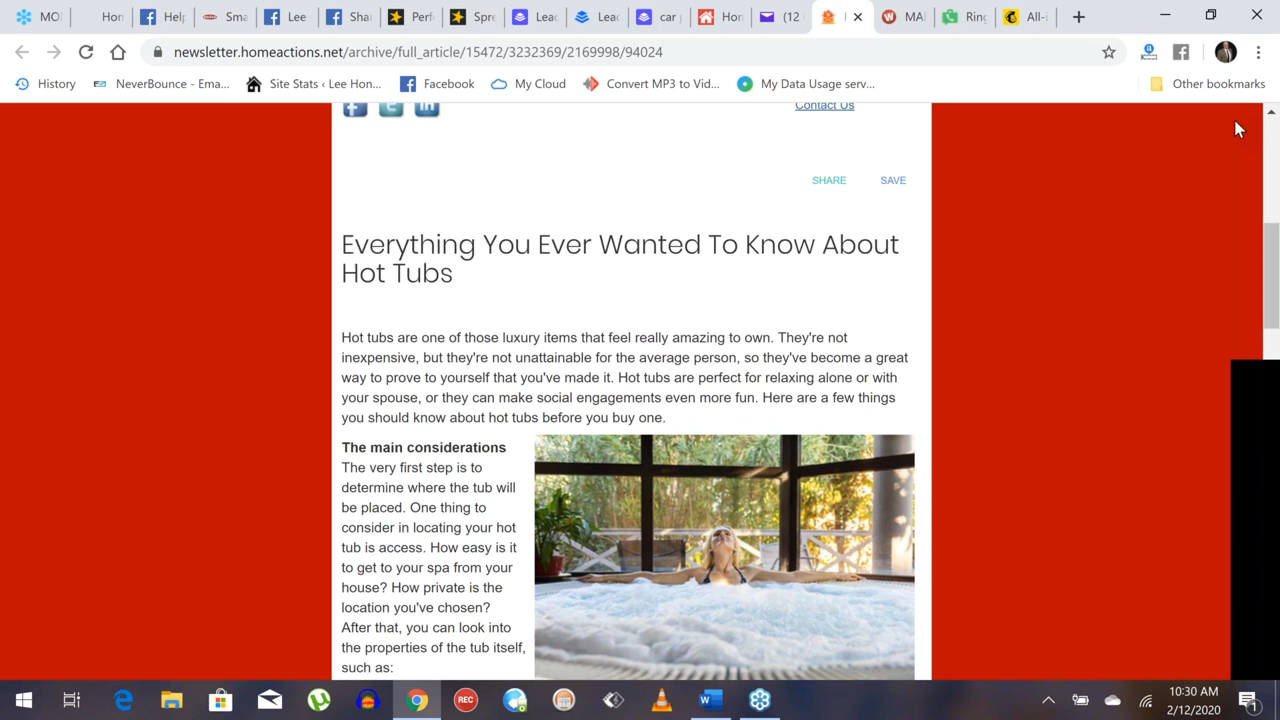 MO
Hom
Help
Sma
Lee
Sha
Perf
Spre
Leac
Leac
car
Hon
(12
MAI
Ring
All-i
newsletter.homeactions.net/archive/full_article/15472/3232369/2169998/94024
History
NeverBounce - Ema...
Site Stats ‹ Lee Hon...
Facebook
My Cloud
Convert MP3 to Vid...
My Data Usage serv...
Other bookmarks
Contact Us
SHARE SAVE
Everything You Ever Wanted To Know About
Hot Tubs
Hot tubs are one of those luxury items that feel really amazing to own. They're not
inexpensive, but they're not unattainable for the average person, so they've become a great
way to prove to yourself that you've made it. Hot tubs are perfect for relaxing alone or with
your spouse, or they can make social engagements even more fun. Here are a few things
you should know about hot tubs before you buy one.
The main considerations
The very first step is to
determine where the tub will
be placed. One thing to
consider in locating your hot
tub is access. How easy is it
to get to your spa from your
house? How private is the
location you've chosen?
After that, you can look into
the properties of the tub itself,
such as:
REC
10:30 AM
2/12/2020
1